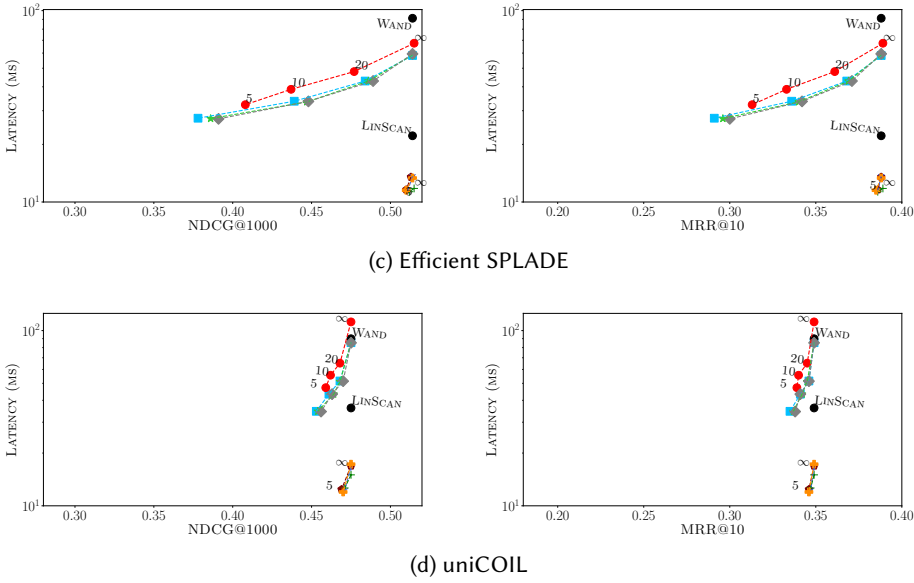 10²
WAND
∞
20
10
5
LINSCAN
∞
5
10¹
LATENCY (MS)
0.30 0.35 0.40 0.45 0.50
NDCG@1000
10²
WAND
∞
20
10
5
LINSCAN
∞
5
10¹
LATENCY (MS)
0.20 0.25 0.30 0.35 0.40
MRR@10
(c) Efficient SPLADE
∞
10²
WAND
20
10
5
LINSCAN
∞
5
10¹
LATENCY (MS)
0.30 0.35 0.40 0.45 0.50
NDCG@1000
∞
10²
WAND
20
10
5
LINSCAN
∞
5
10¹
LATENCY (MS)
0.20 0.25 0.30 0.35 0.40
MRR@10
(d) uniCOIL